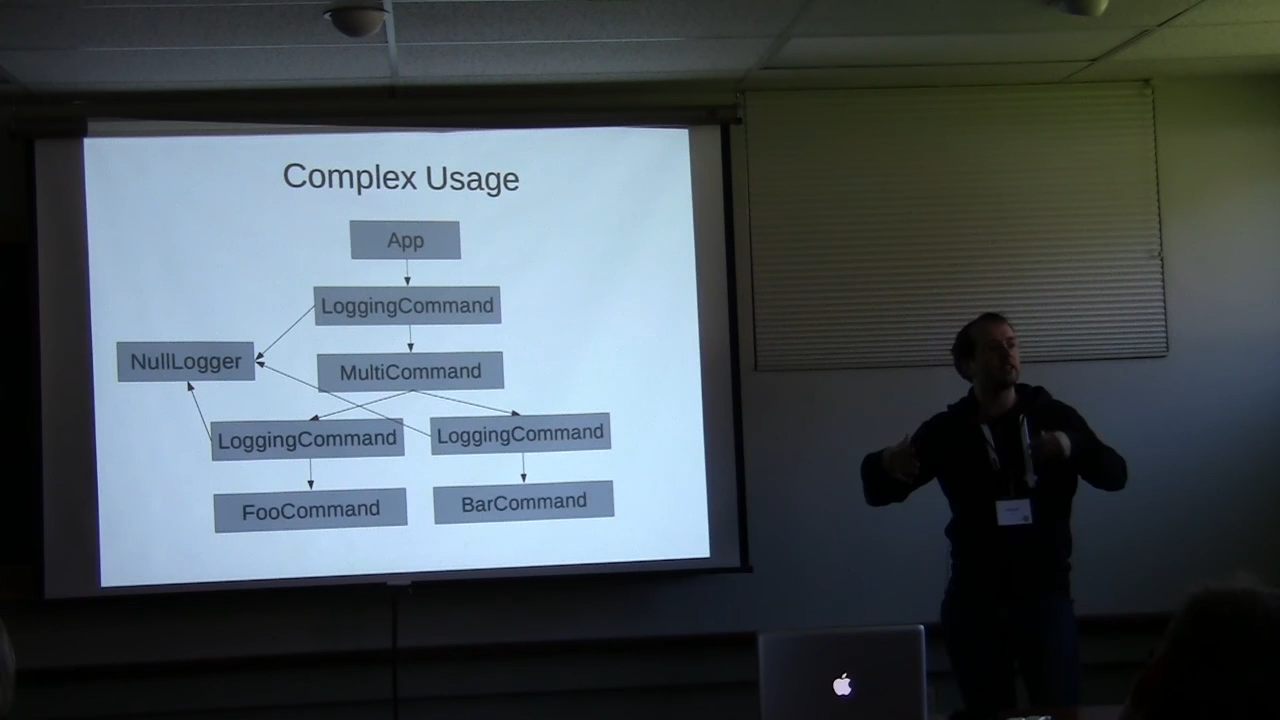 Complex Usage
App
LoggingCommand
NullLogger
MultiCommand
LoggingCommand
LoggingCommand
FooCommand
BarCommand